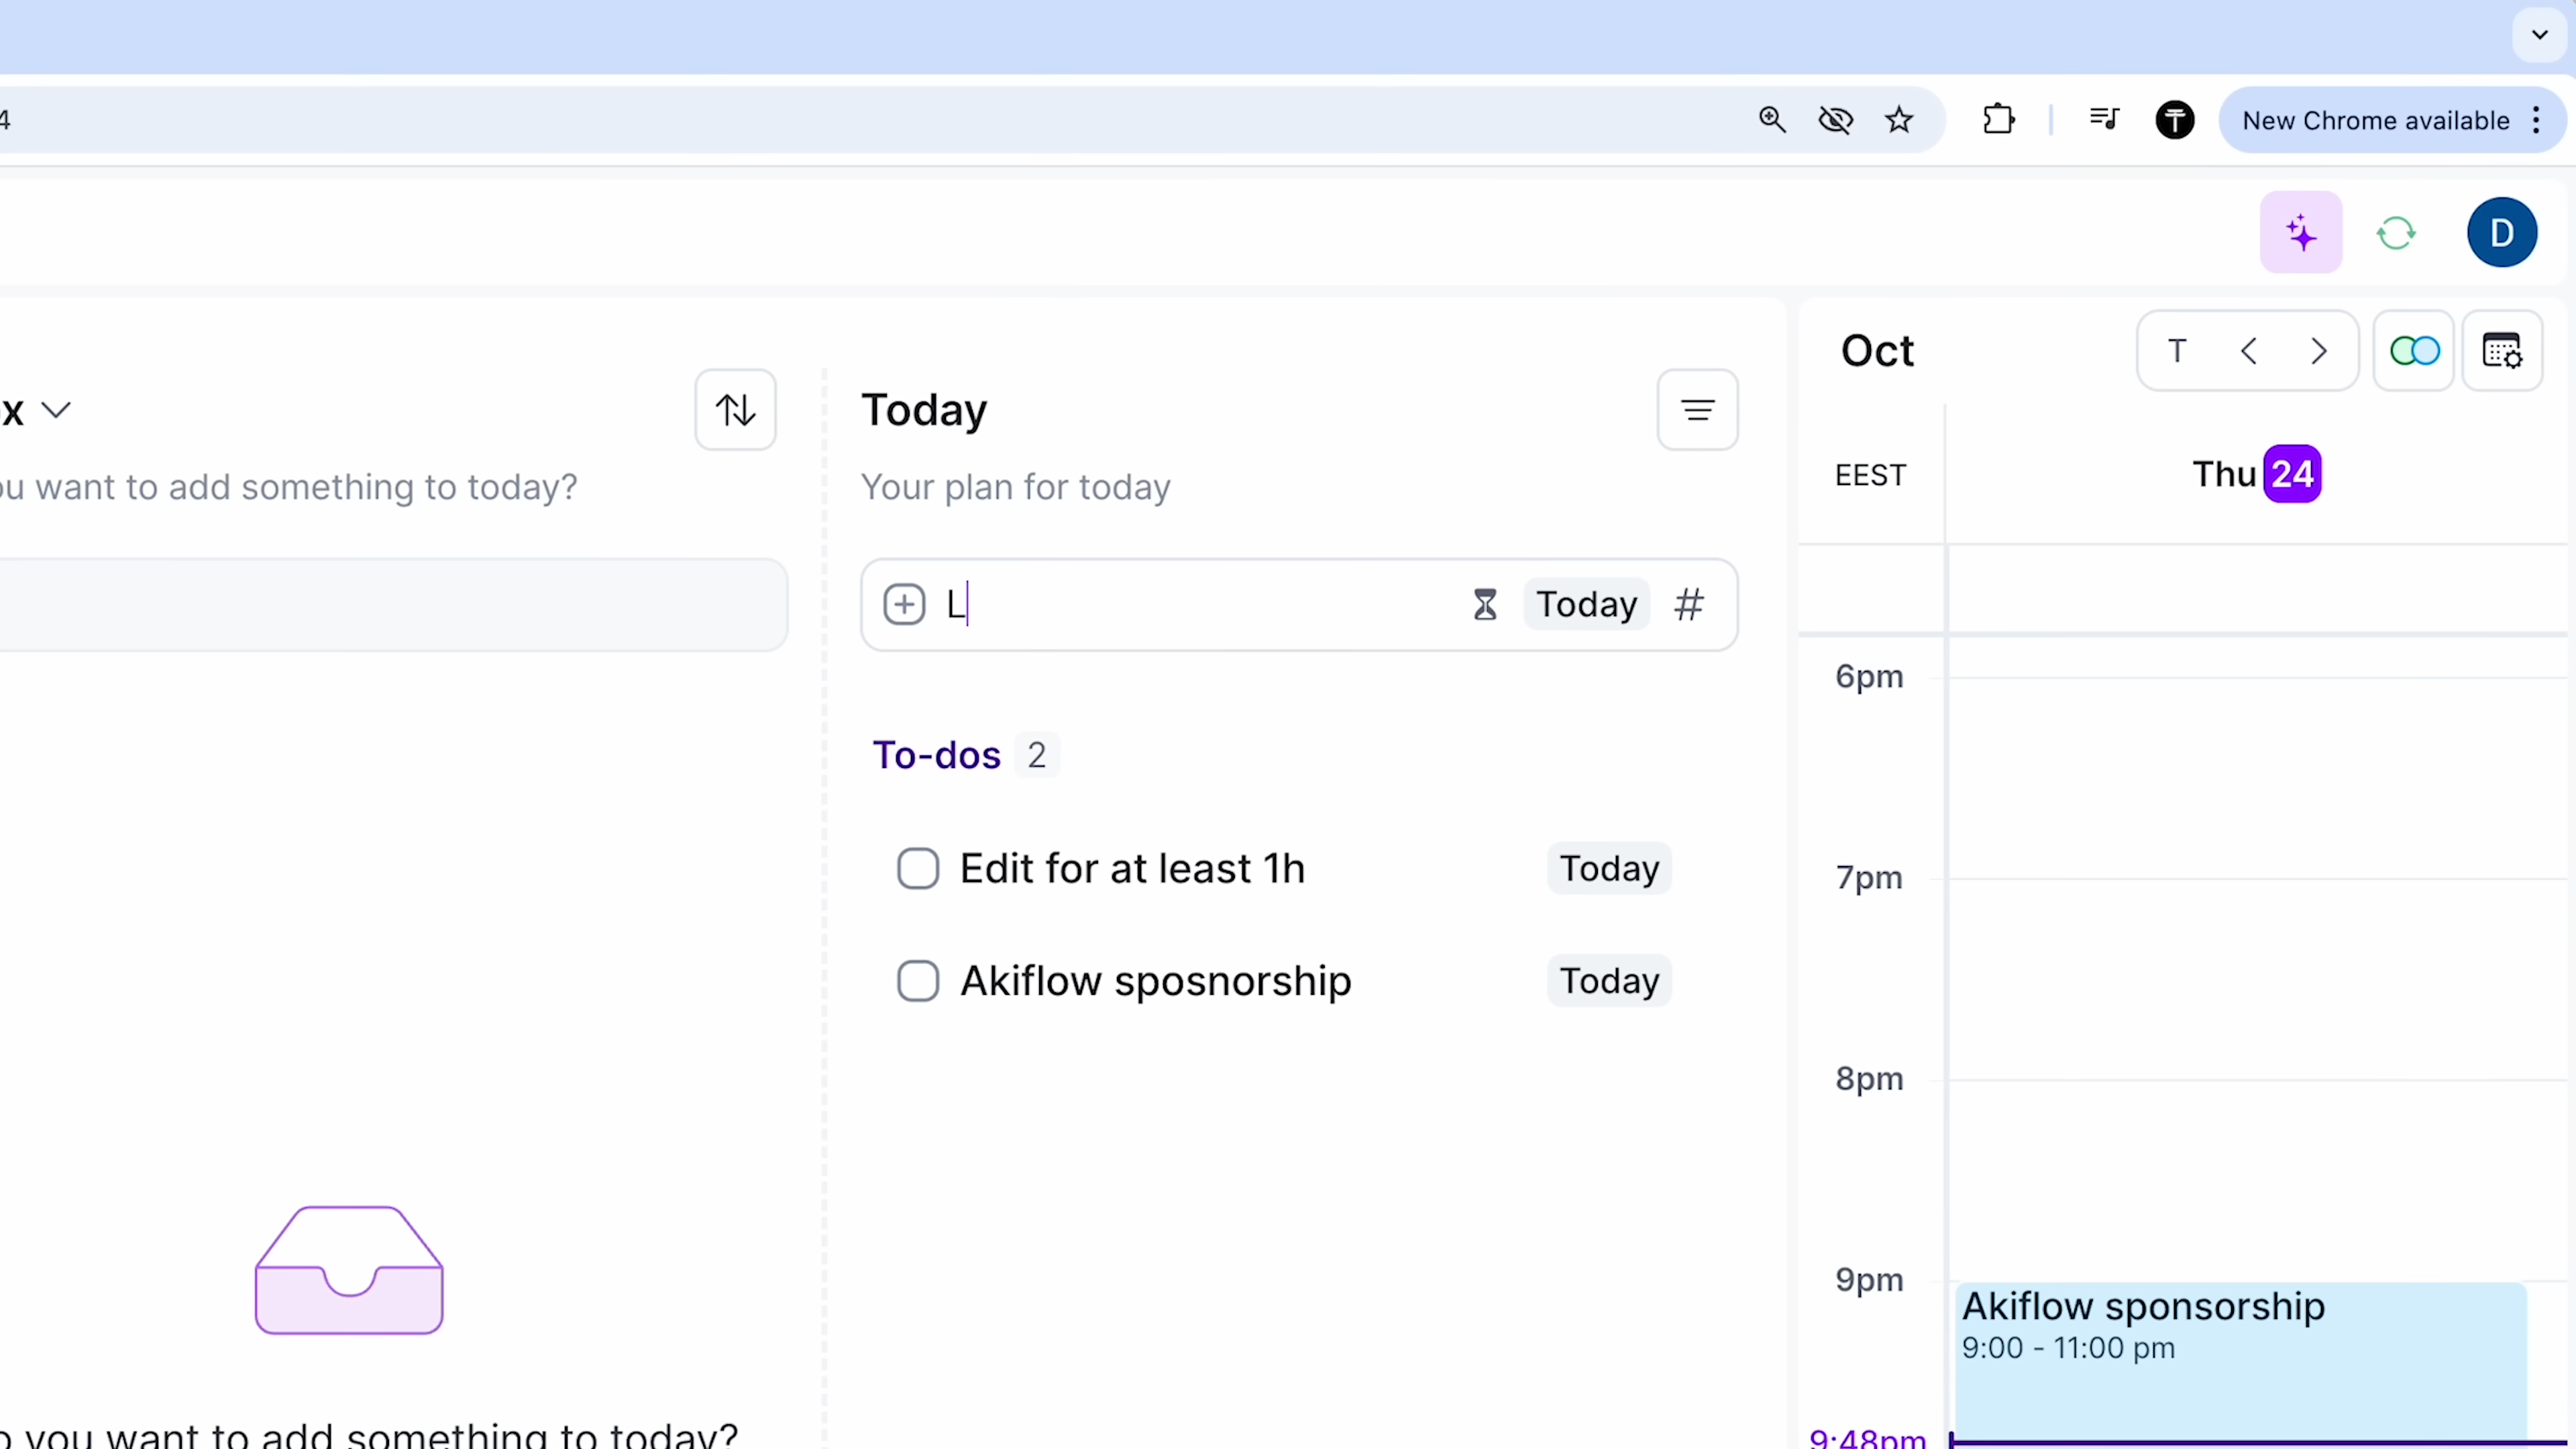 4
New Chrome available
D
x
Today
ou want to add something to today?
Your plan for today
L
Today #
To-dos 2
Edit for at least 1h Today
Akiflow sposnorship Today
o you want to add something to today?
Oct
T
EEST
Thu 24
6pm
7pm
8pm
9pm
Akiflow sponsorship
9:00 - 11:00 pm
9:48pm